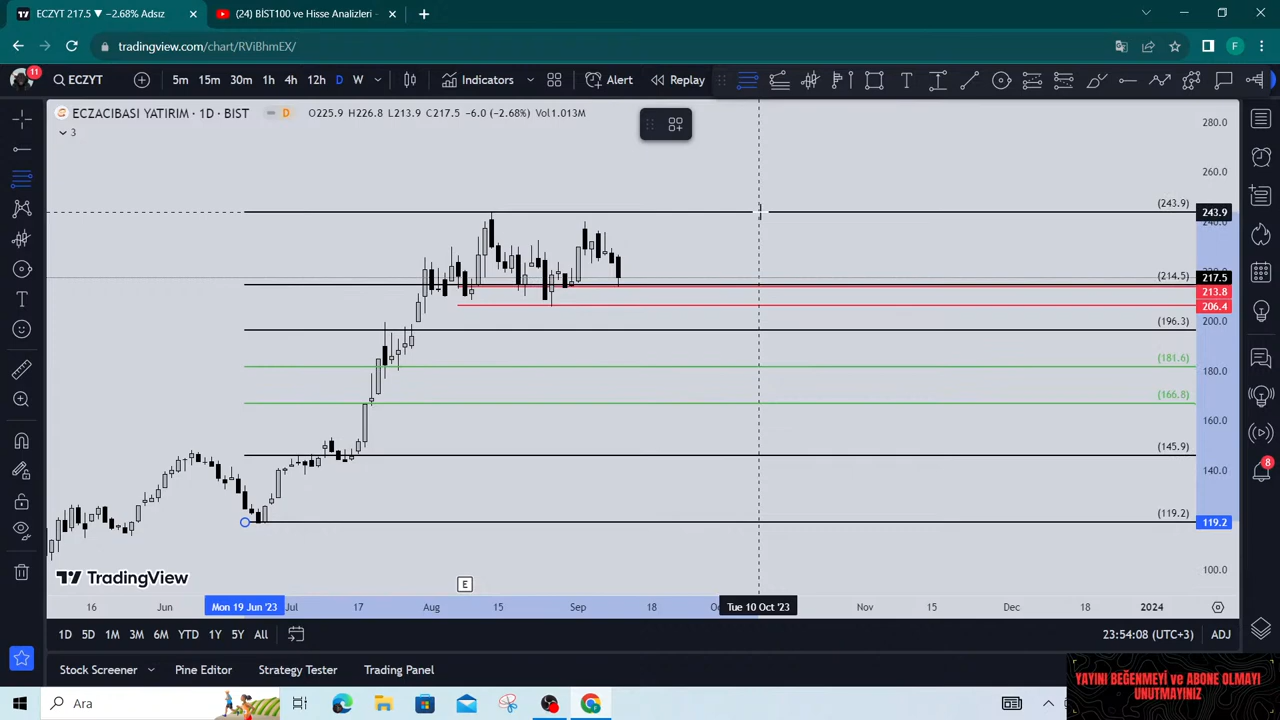 ECZYT 217.5 ▼ −2.68% Adsız
(24) BİST100 ve Hisse Analizleri -
tradingview.com/chart/RViBhmEX/
11
ECZYT
5m 15m 30m 1h 4h 12h D W
Indicators
Alert
Replay
ECZACIBASI YATIRIM · 1D · BIST
D
O225.9 H226.8 L213.9 C217.5 −6.0 (−2.68%) Vol1.013M
3
280.0
260.0
(243.9)
243.9
240.0
(214.5)
217.5
213.8
206.4
200.0
(196.3)
(181.6)
180.0
(166.8)
160.0
(145.9)
140.0
(119.2)
119.2
100.0
TradingView
E
16 Jun Mon 19 Jun '23 Jul 17 Aug 15 Sep 18 Tue 10 Oct '23 Nov 15 Dec 18 2024
1D 5D 1M 3M 6M YTD 1Y 5Y All
23:54:08 (UTC+3) ADJ
8
Stock Screener Pine Editor Strategy Tester Trading Panel
Ara
F
YAYINI BEĞENMEYİ ve ABONE OLMAYI
UNUTMAYINIZ